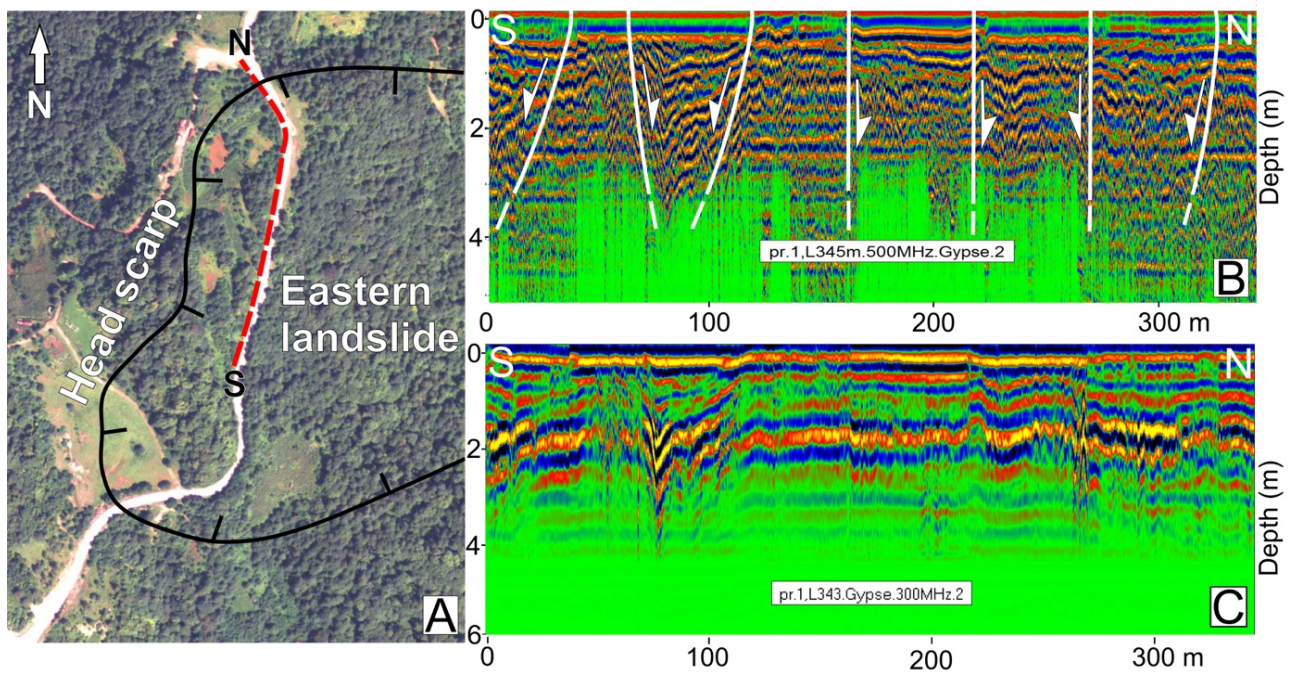 N
N
Head scarp
Eastern
landslide
S
A
S
N
0
2
4
Depth (m)
pr.1,L345m.500MHz.Gypse.2
B
0
100
200
300 m
S
N
0
2
4
6
Depth (m)
pr.1,L343.Gypse.300MHz.2
C
0
100
200
300 m